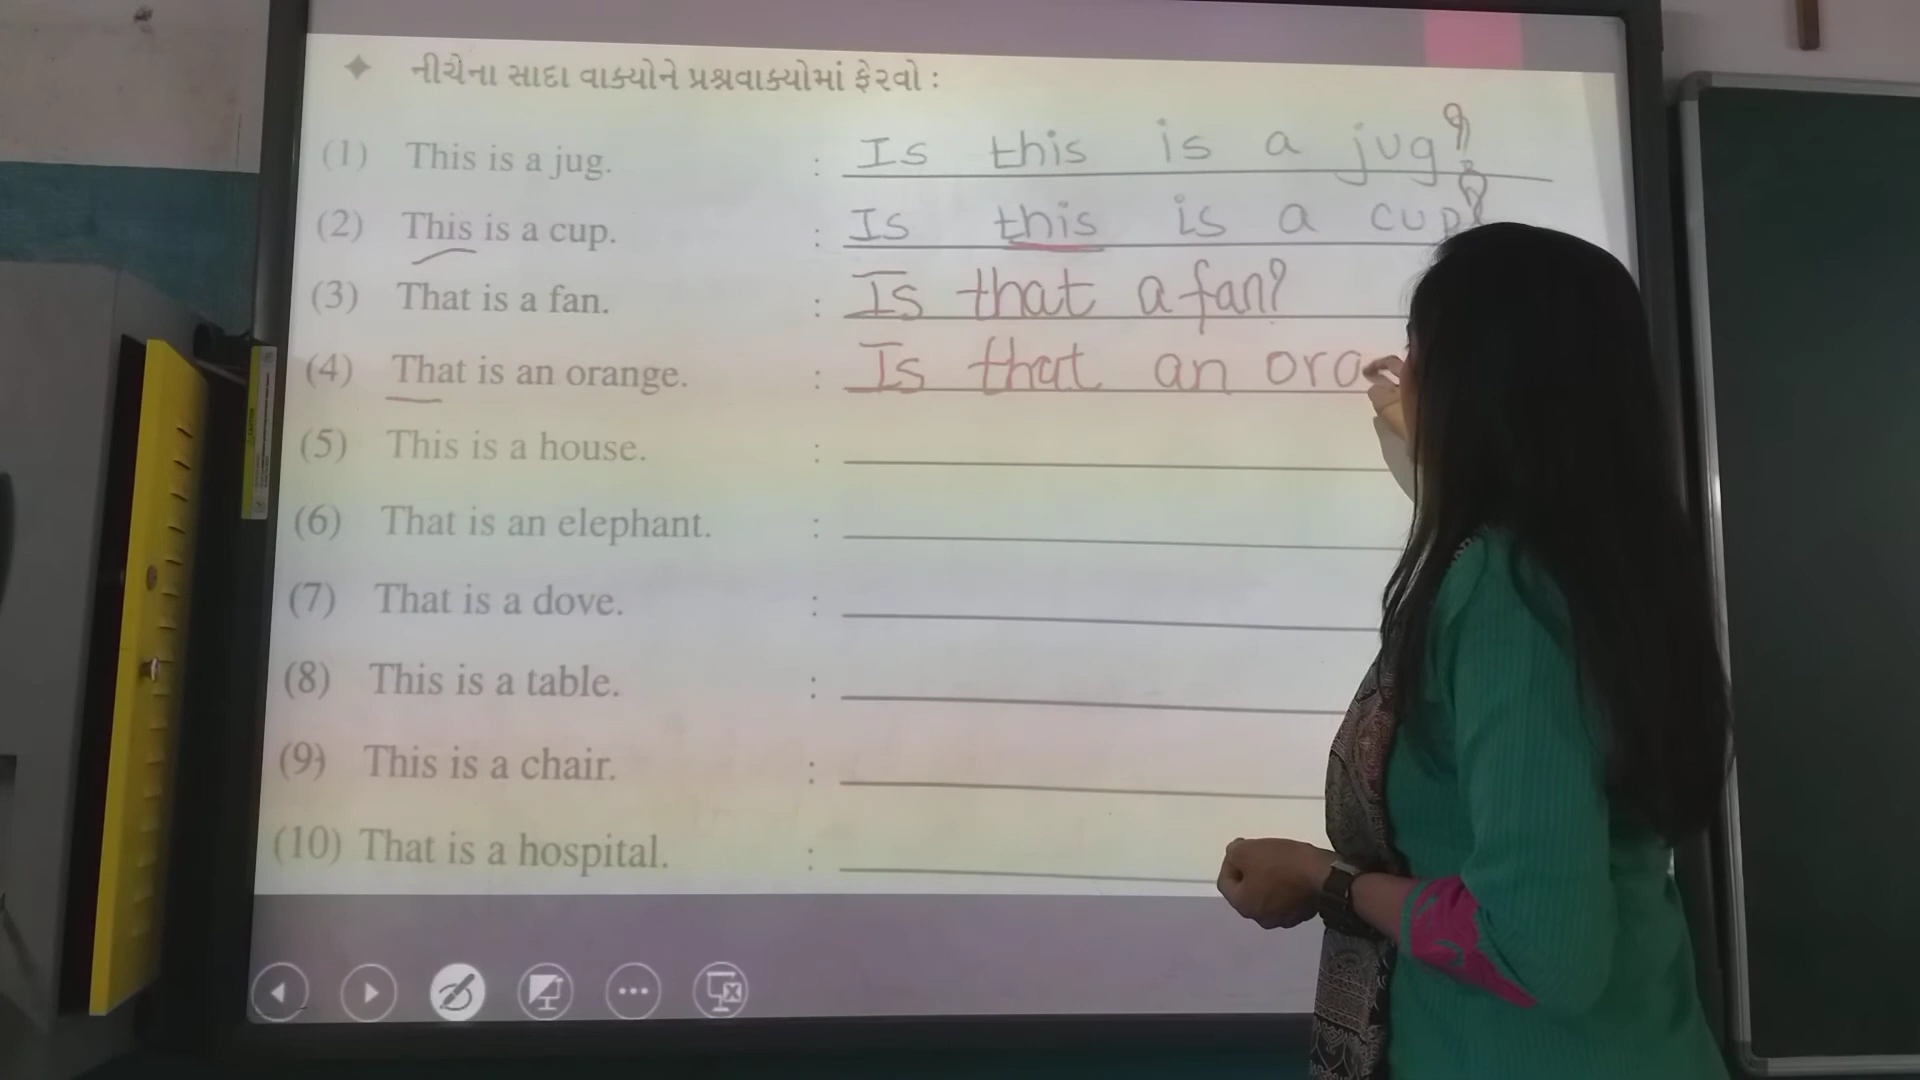 ✦ નીચેના સાદા વાક્યોને પ્રશ્નવાક્યોમાં ફેરવો :
(1) This is a jug. : Is this is a jug?
(2) This is a cup. : Is this is a cup?
(3) That is a fan. : Is that a fan?
(4) That is an orange. : Is that an ora
(5) This is a house. :
(6) That is an elephant. :
(7) That is a dove. :
(8) This is a table. :
(9) This is a chair. :
(10) That is a hospital. :